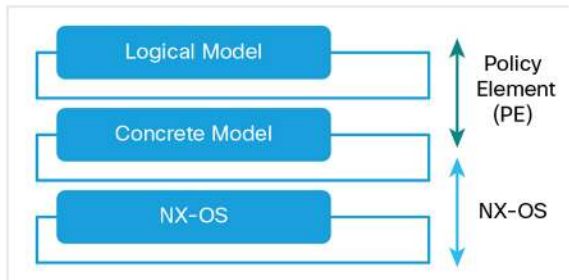 Logical Model
Policy
Element
(PE)
Concrete Model
NX-OS
NX-OS